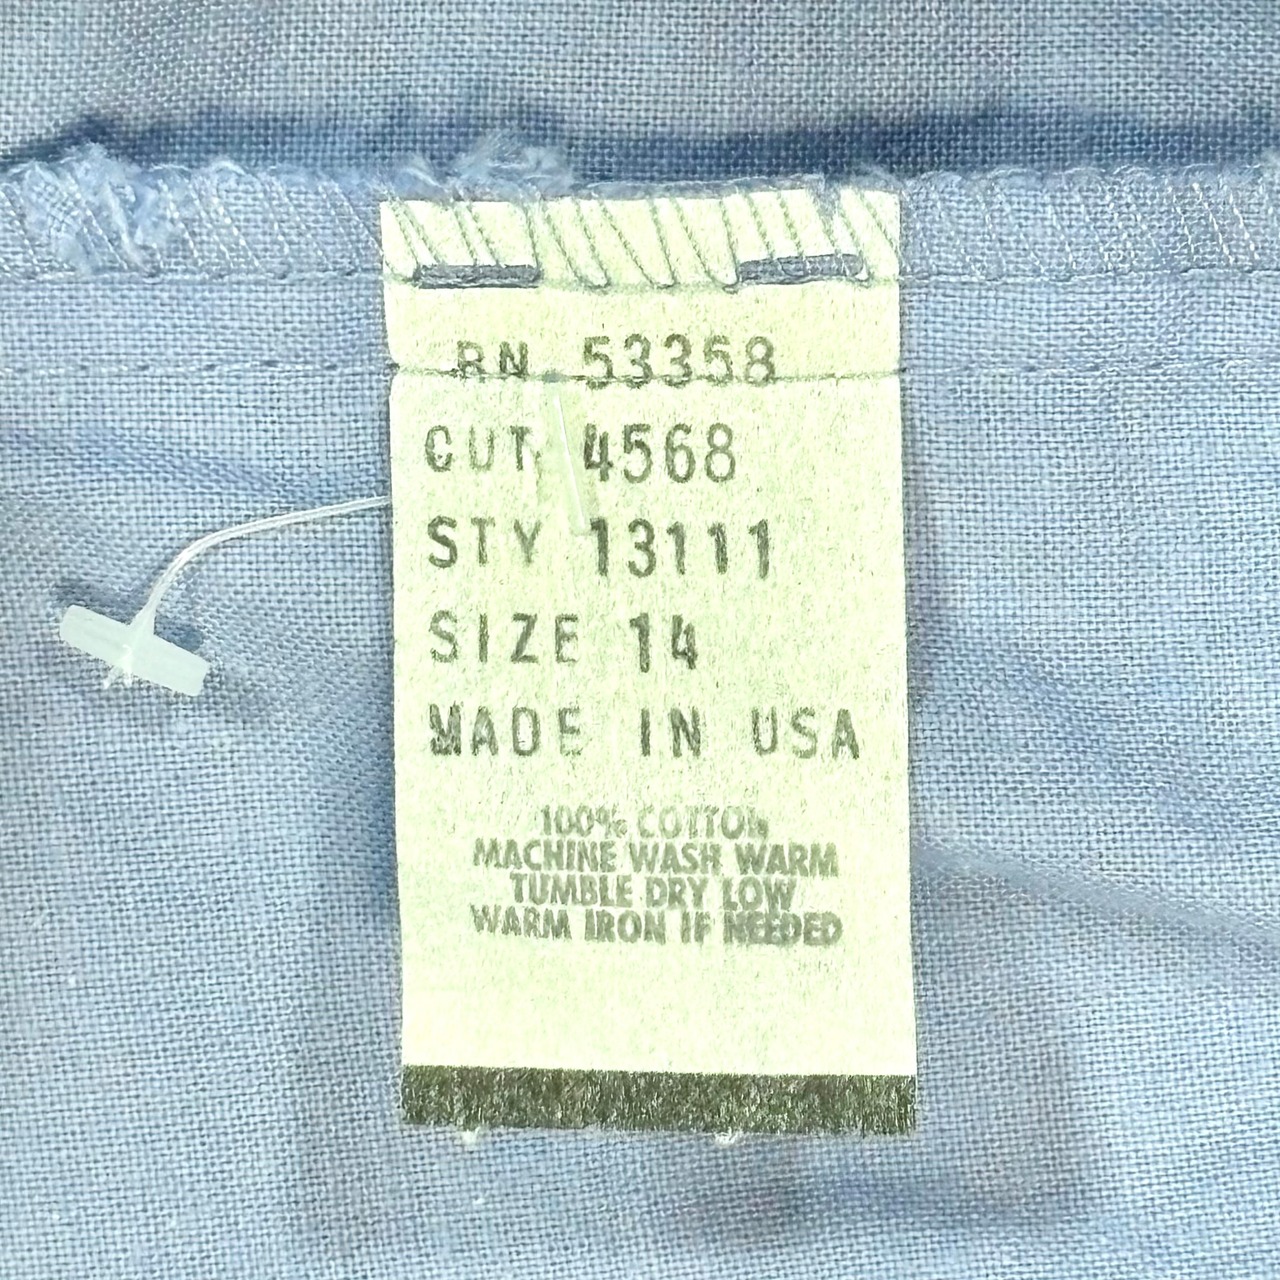 RN 53358
CUT 4568
STY 13111
SIZE 14
MADE IN USA
100% COTTON
MACHINE WASH WARM
TUMBLE DRY LOW
WARM IRON IF NEEDED